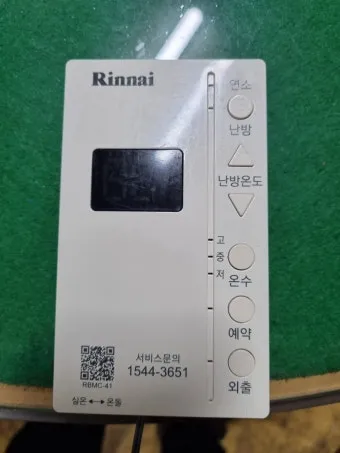 Rinnai
연소
난방
난방온도
고
중
저
온수
예약
외출
서비스문의
1544-3651
RBMC-41
실온 ◄--► 온돌